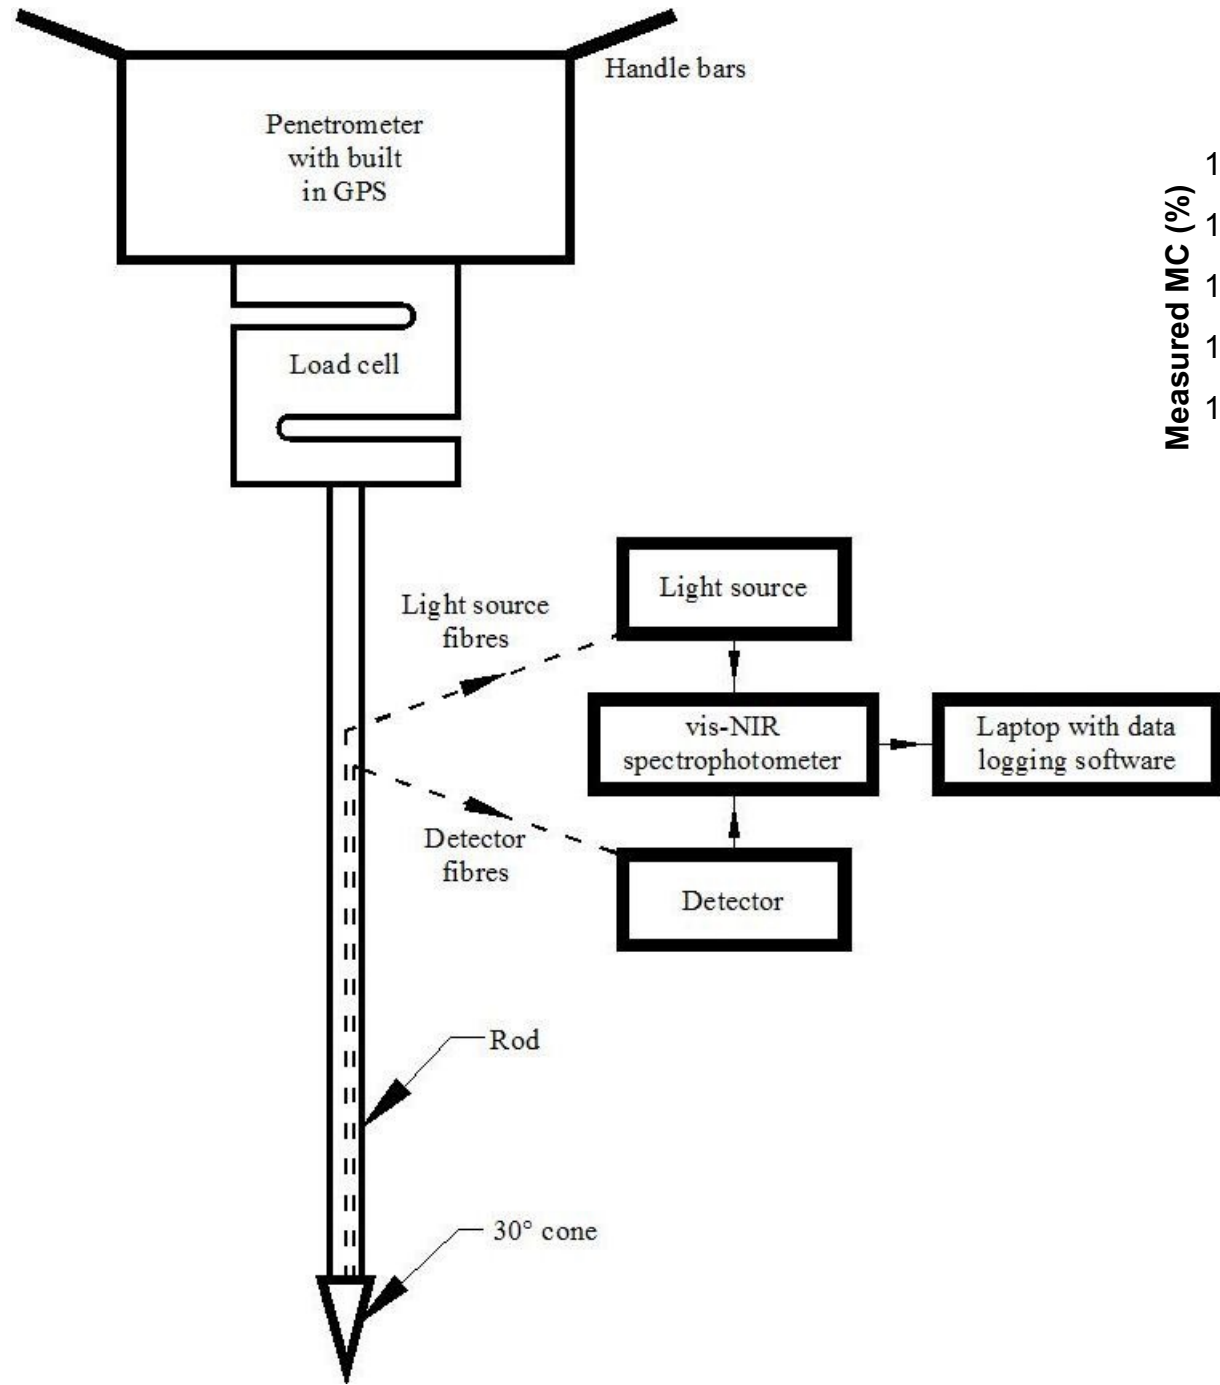 Handle bars
Penetrometer
with built
in GPS
Load cell
Light source
fibres
Light source
vis-NIR
spectrophotometer
Laptop with data
logging software
Detector
fibres
Detector
Rod
30° cone
Measured MC (%)
1
1
1
1
1